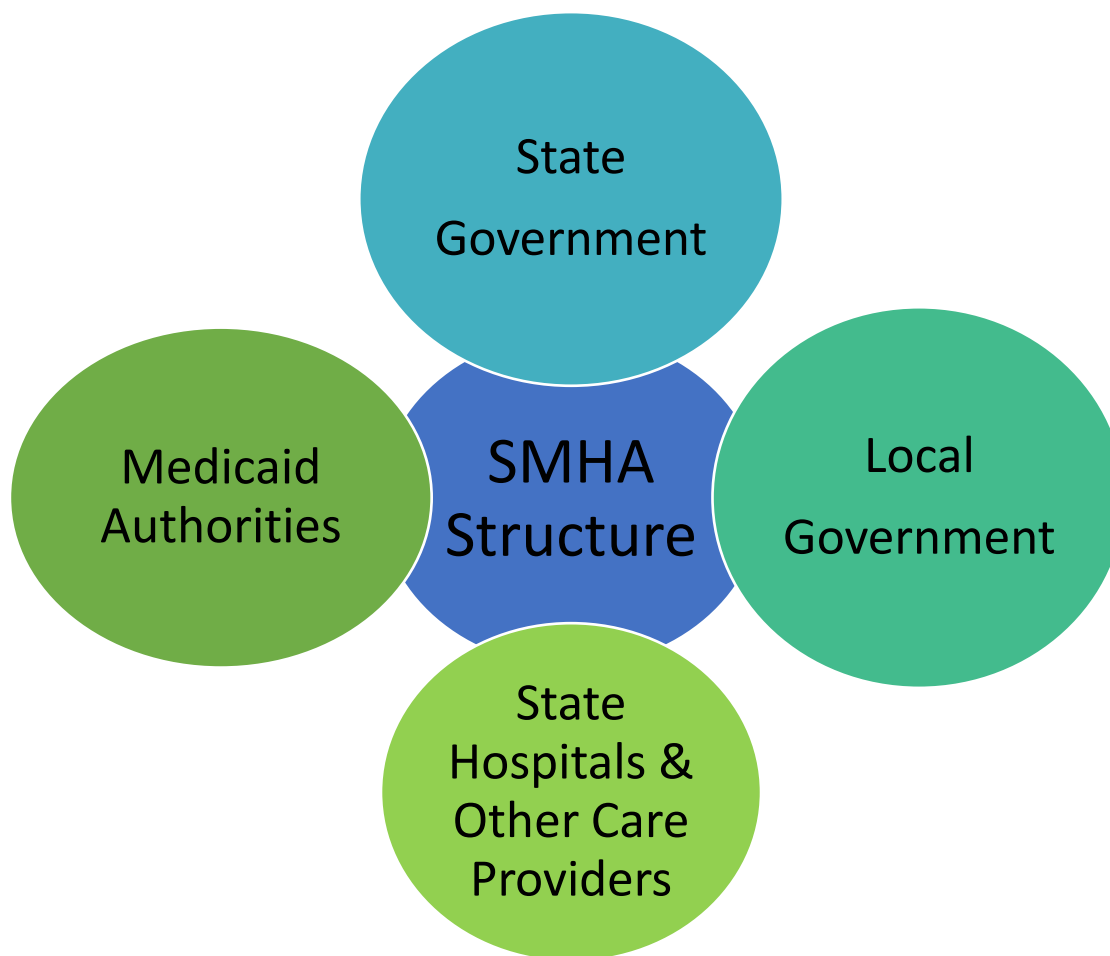 State
Government
Medicaid
Authorities
SMHA
Structure
Local
Government
State
Hospitals &
Other Care
Providers